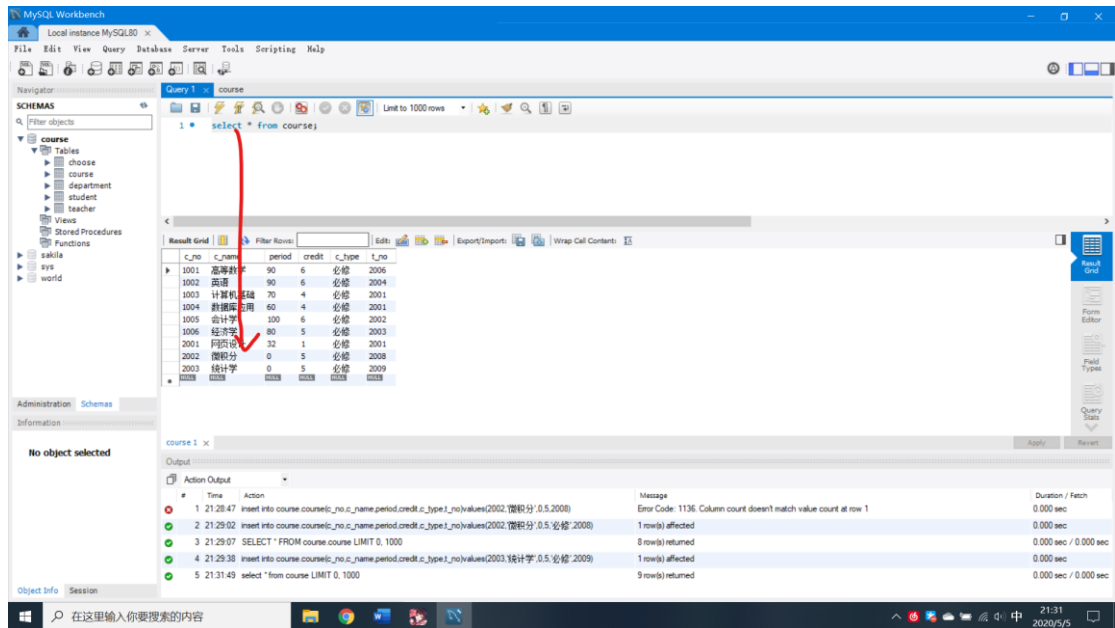 MySQL Workbench
Local instance MySQL80 ×
File Edit View Query Database Server Tools Scripting Help
Navigator
Query 1 × course
SCHEMAS
Limit to 1000 rows
Filter objects
1 select * from course;
course
Tables
choose
course
department
student
teacher
Views
Stored Procedures
Functions
sakila
sys
world
Result Grid Filter Rows: Edit: Export/Import: Wrap Cell Content:
c_no c_name period credit c_type t_no
1001 高等数学 90 6 必修 2006
1002 英语 90 6 必修 2004
1003 计算机基础 70 4 必修 2001
1004 数据库应用 60 4 必修 2001
1005 会计学 100 6 必修 2002
1006 经济学 80 5 必修 2003
2001 网页设计 32 1 必修 2001
2002 微积分 0 5 必修 2008
2003 统计学 0 5 必修 2009
NULL NULL NULL NULL NULL NULL
Result Grid
Form Editor
Field Types
Query Stats
Administration Schemas
Information
No object selected
course 1 ×
Apply Revert
Output
Action Output
# Time Action Message Duration / Fetch
1 21:28:47 insert into course.course(c_no,c_name,period,credit,c_type,t_no)values(2002,'微积分',0,5,2008) Error Code: 1136. Column count doesn't match value count at row 1 0.000 sec
2 21:29:02 insert into course.course(c_no,c_name,period,credit,c_type,t_no)values(2002,'微积分',0,5,'必修',2008) 1 row(s) affected 0.000 sec
3 21:29:07 SELECT * FROM course.course LIMIT 0, 1000 8 row(s) returned 0.000 sec / 0.000 sec
4 21:29:38 insert into course.course(c_no,c_name,period,credit,c_type,t_no)values(2003,'统计学',0,5,'必修',2009) 1 row(s) affected 0.000 sec
5 21:31:49 select * from course LIMIT 0, 1000 9 row(s) returned 0.000 sec / 0.000 sec
Object Info Session
在这里输入你要搜索的内容
中
21:31
2020/5/5